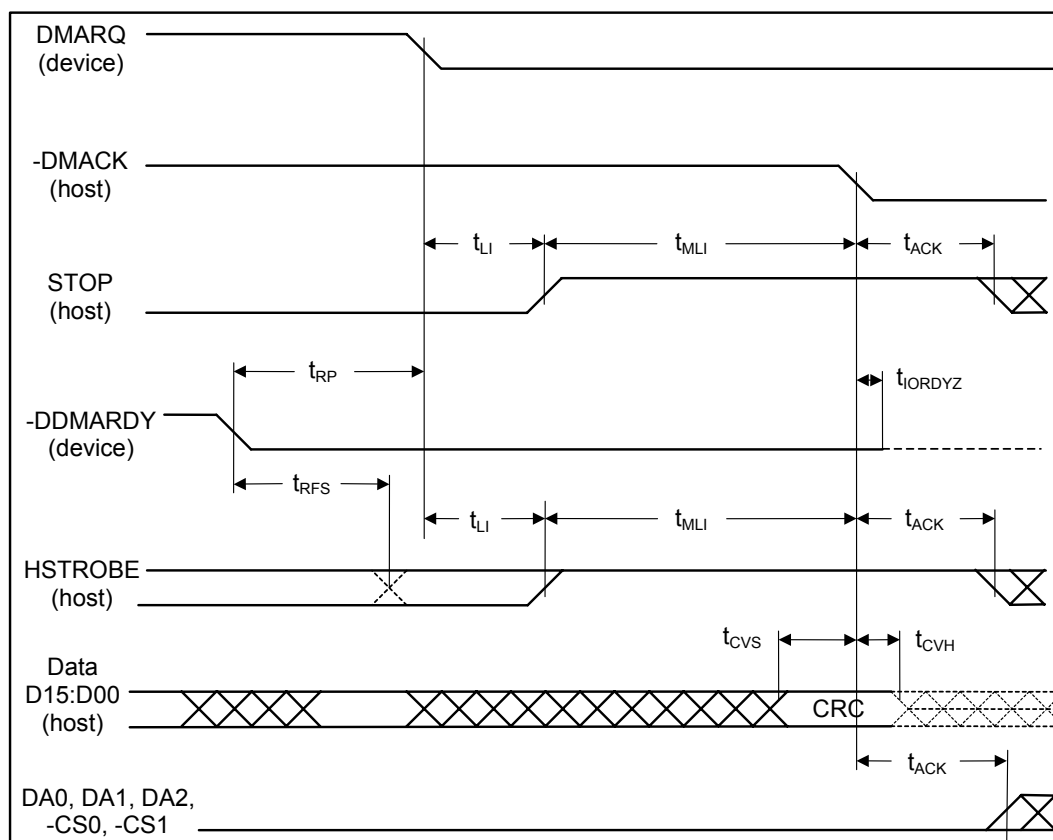 DMARQ
(device)
-DMACK
(host)
tLI
tMLI
tACK
STOP
(host)
tRP
tIORDYZ
-DDMARDY
(device)
tRFS
tLI
tMLI
tACK
HSTROBE
(host)
tCVS
tCVH
Data
D15:D00
(host)
CRC
tACK
DA0, DA1, DA2,
-CS0, -CS1